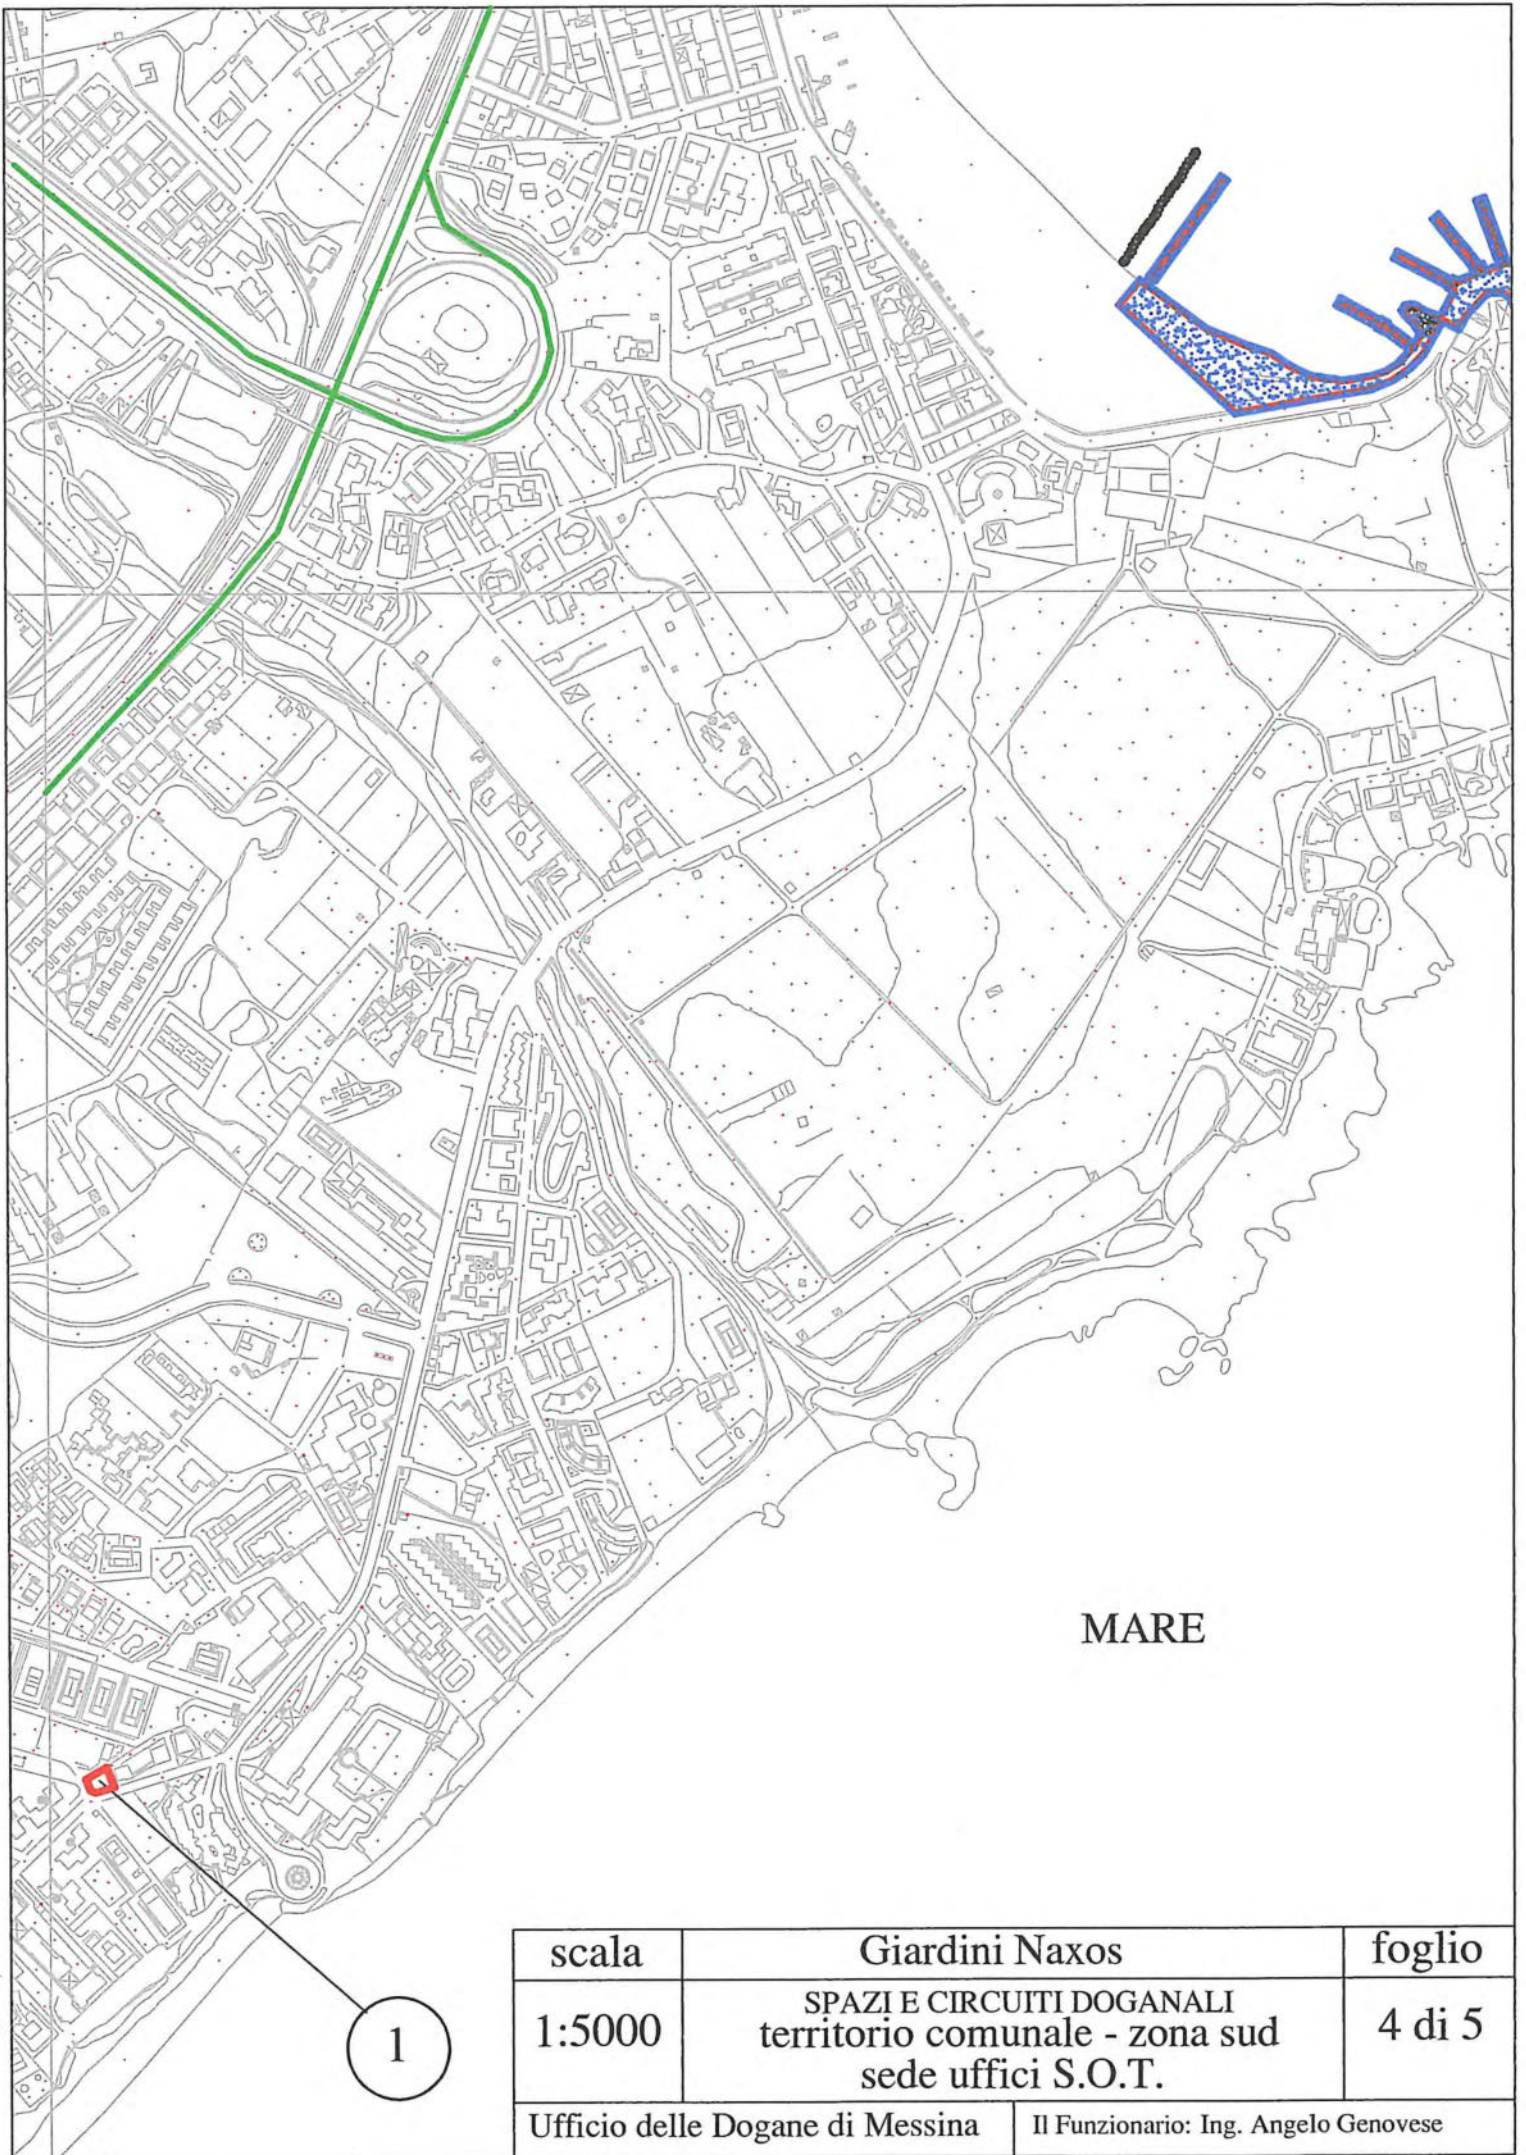 MARE
1
scala
Giardini Naxos
foglio
1:5000
SPAZI E CIRCUITI DOGANALI
territorio comunale - zona sud
sede uffici S.O.T.
4 di 5
Ufficio delle Dogane di Messina
Il Funzionario: Ing. Angelo Genovese